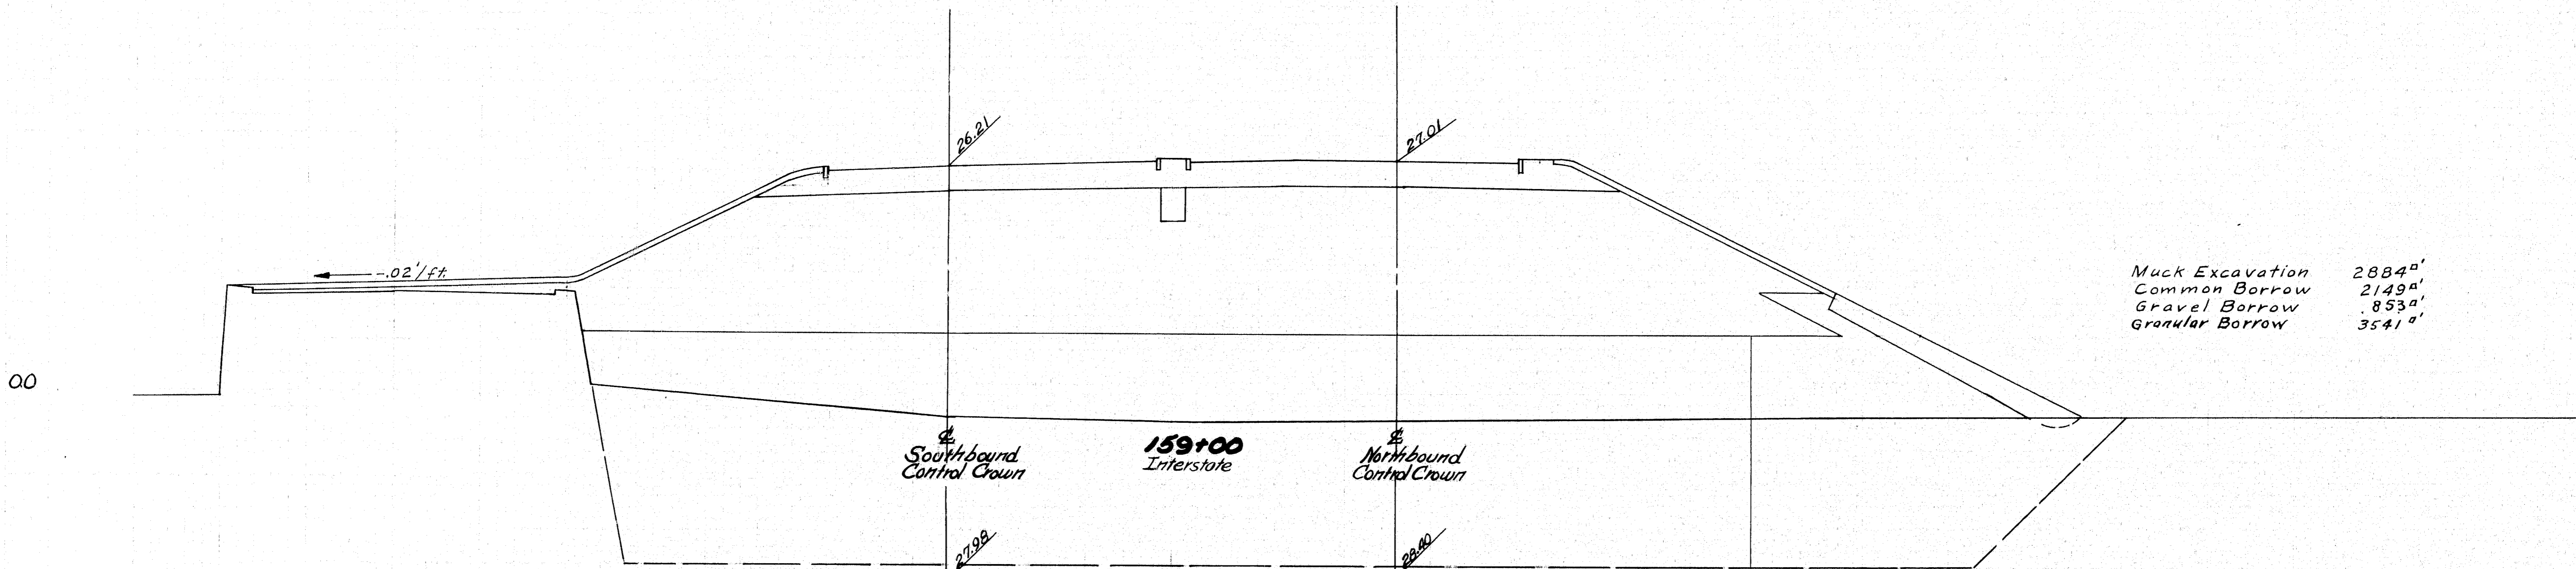 26.21
27.01
-.02'/ft.
Muck Excavation 2884□'
Common Borrow 2149□'
Gravel Borrow 853□'
Granular Borrow 3541□'
00
℄
Southbound
Control Crown
159+00
Interstate
℄
Northbound
Control Crown
27.98
28.40